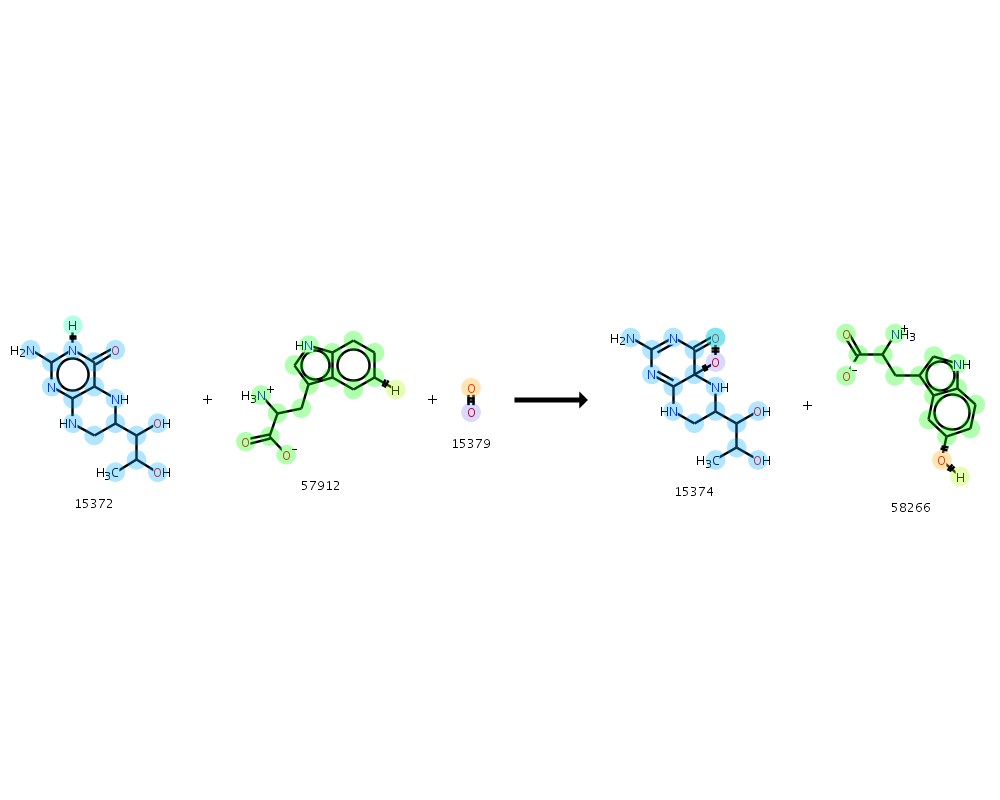 H
H₂N N O
N NH
HN OH
H₃C OH
15372
+
HN
H₃N⁺ H
O O⁻
57912
+
O
O
15379
H₂N N O
O
N NH
HN OH
H₃C OH
15374
+
O NH₃⁺
O⁻ NH
O H
58266